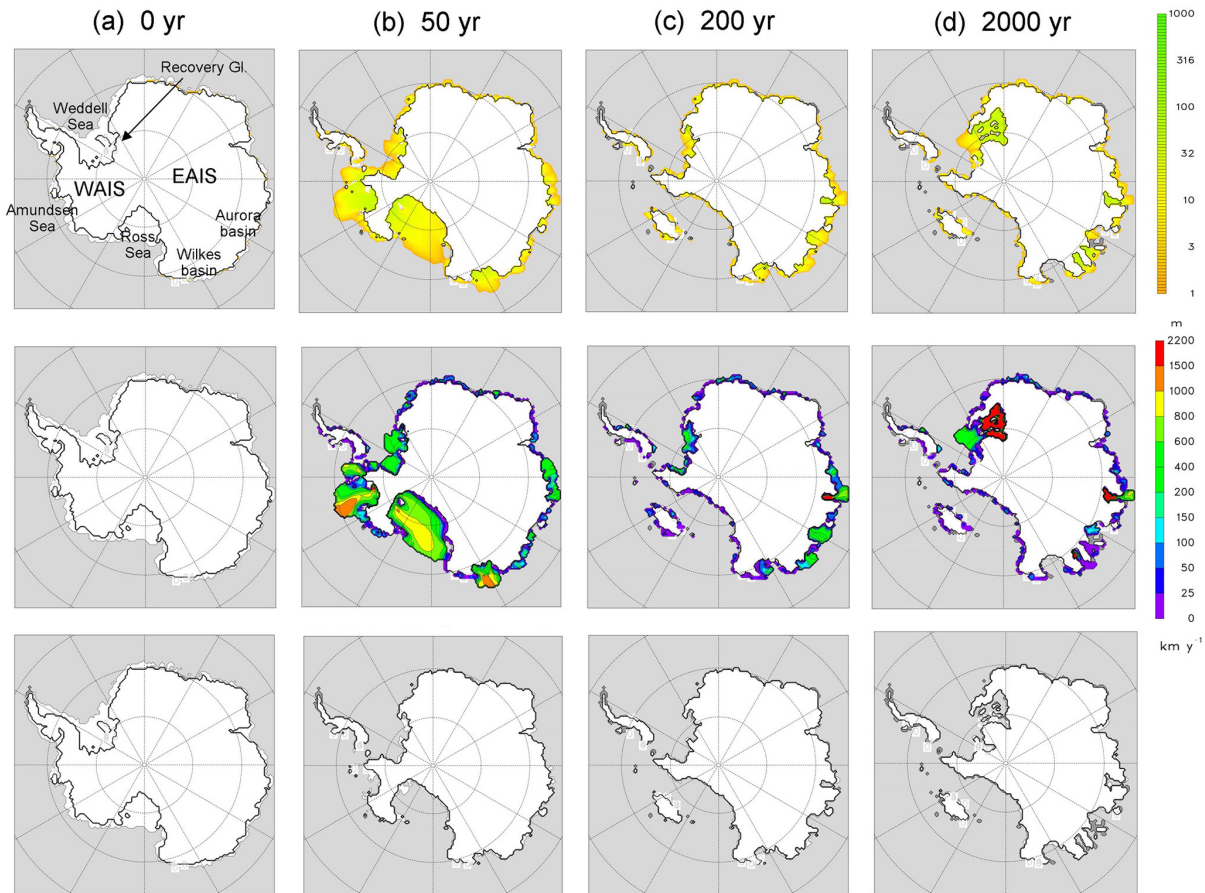 (a) 0 yr
(b) 50 yr
(c) 200 yr
(d) 2000 yr
Recovery Gl.
Weddell
Sea
WAIS
EAIS
Amundsen
Sea
Ross
Sea
Aurora
basin
Wilkes
basin
1000
316
100
32
10
3
1
m
2200
1500
1000
800
600
400
200
150
100
50
25
0
km y⁻¹